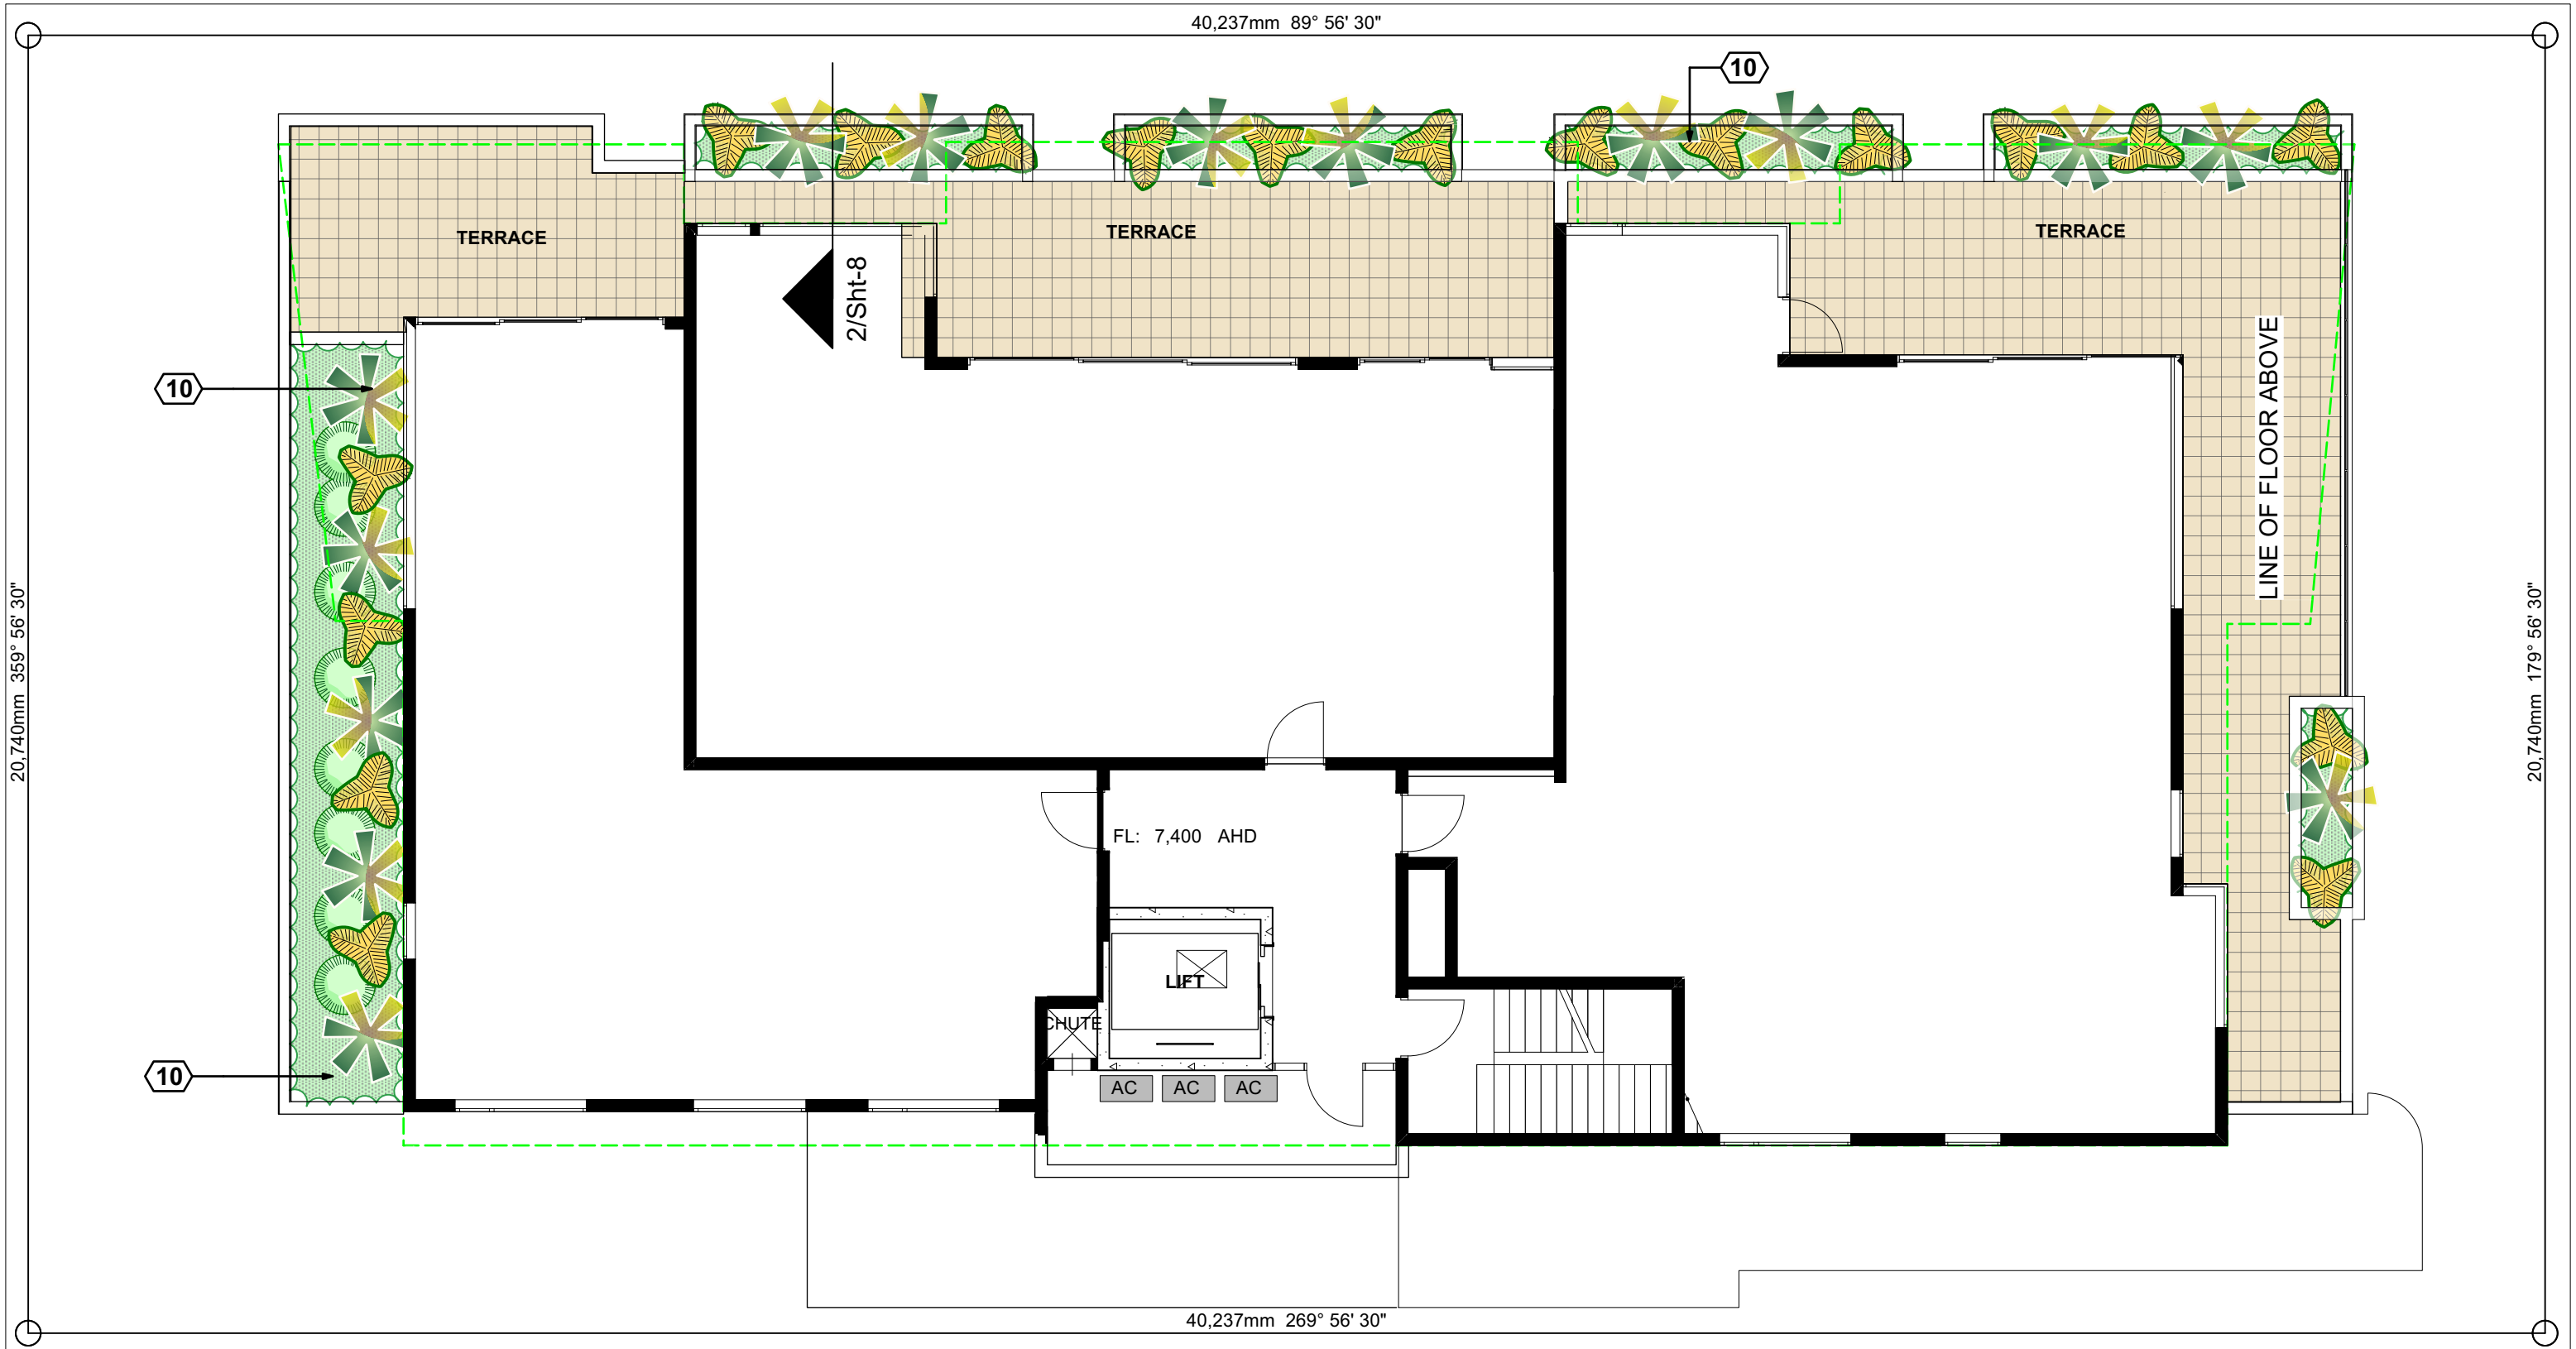 40,237mm 89° 56' 30"
10
TERRACE
TERRACE
TERRACE
2/Sht-8
LINE OF FLOOR ABOVE
10
20,740mm 359° 56' 30"
20,740mm 179° 56' 30"
FL: 7,400 AHD
LIFT
CHUTE
10
AC
AC
AC
40,237mm 269° 56' 30"